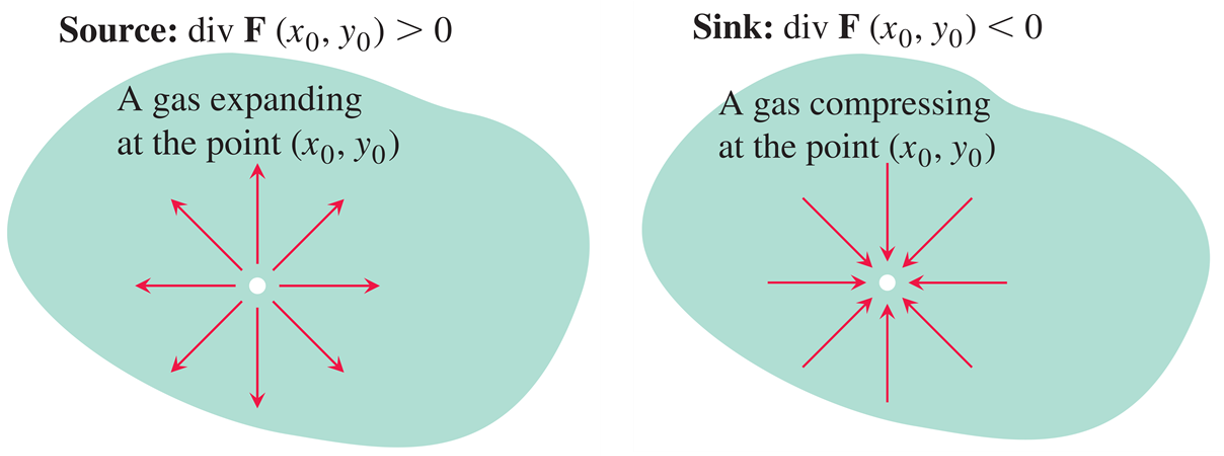 Source: div F (x₀, y₀) > 0
A gas expanding
at the point (x₀, y₀)
Sink: div F (x₀, y₀) < 0
A gas compressing
at the point (x₀, y₀)